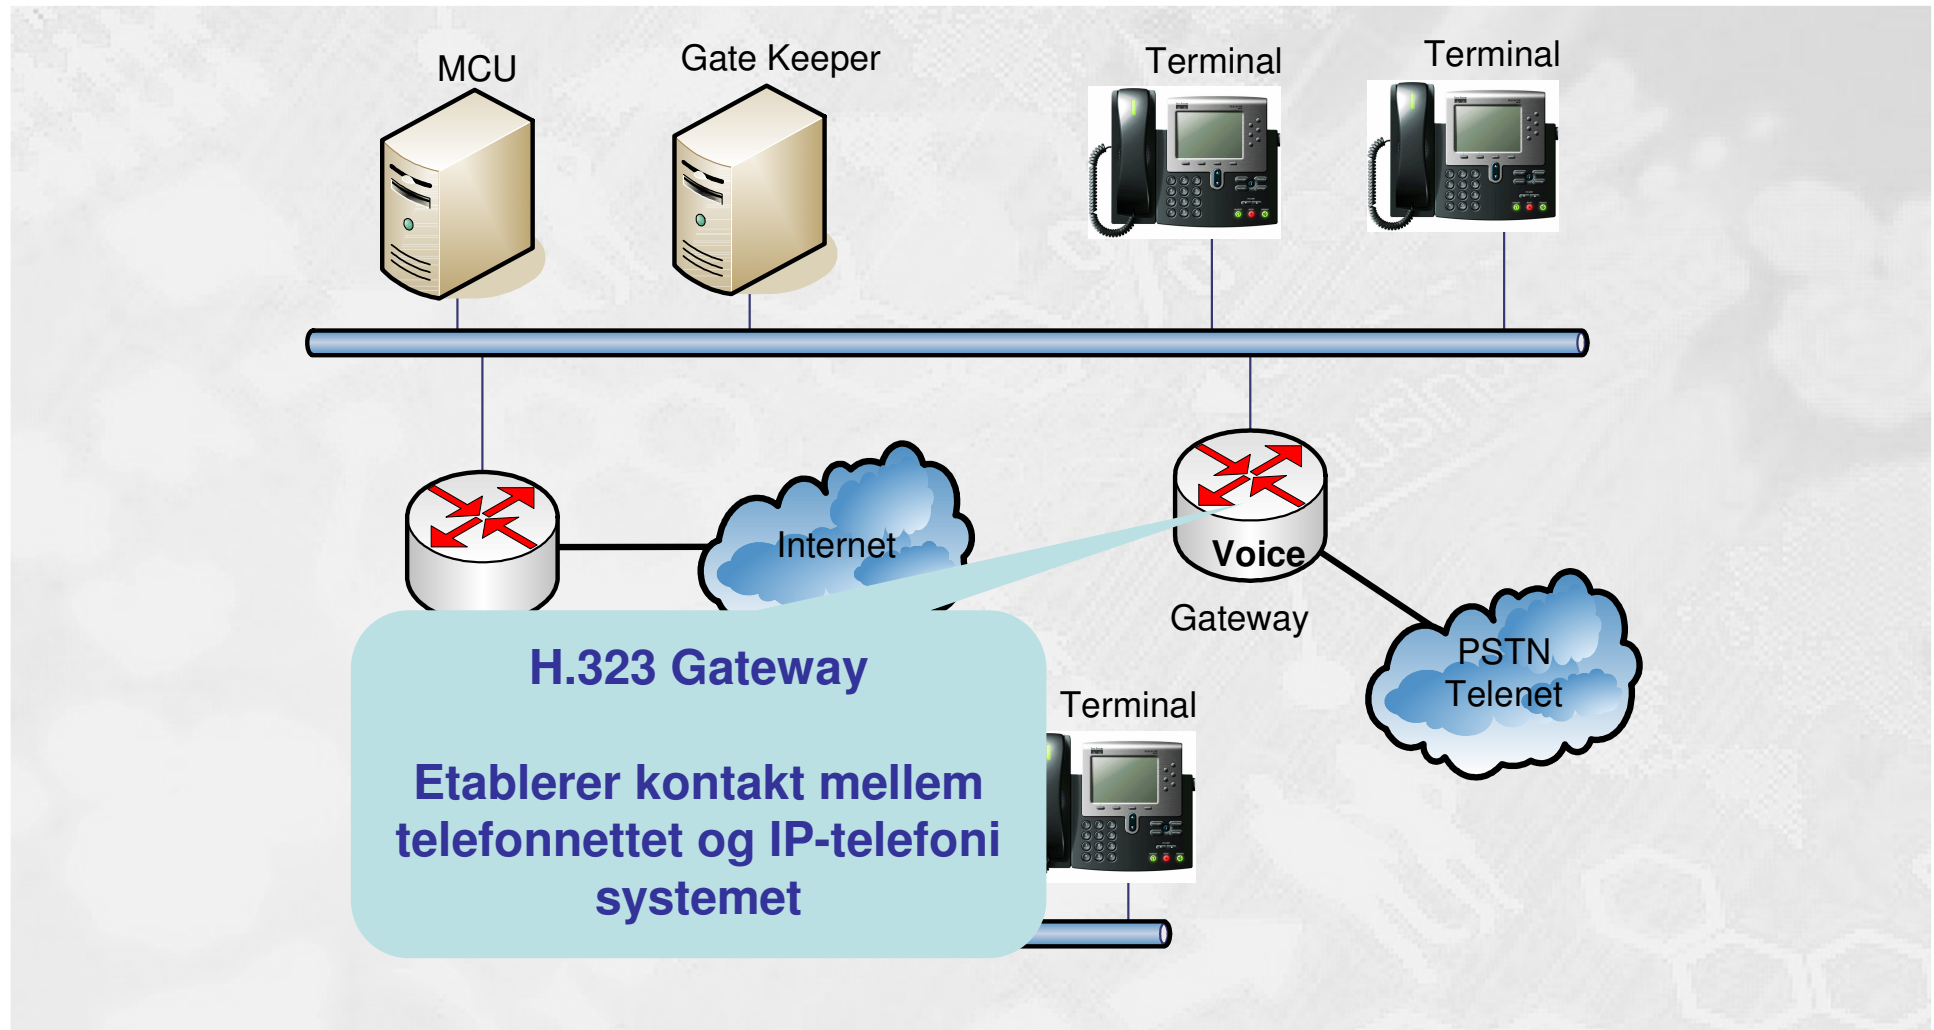 MCU
Gate Keeper
Terminal
Terminal
Internet
Voice
Gateway
PSTN
Telenet
H.323 Gateway
Etablerer kontakt mellem
telefonnettet og IP-telefoni
systemet
Terminal